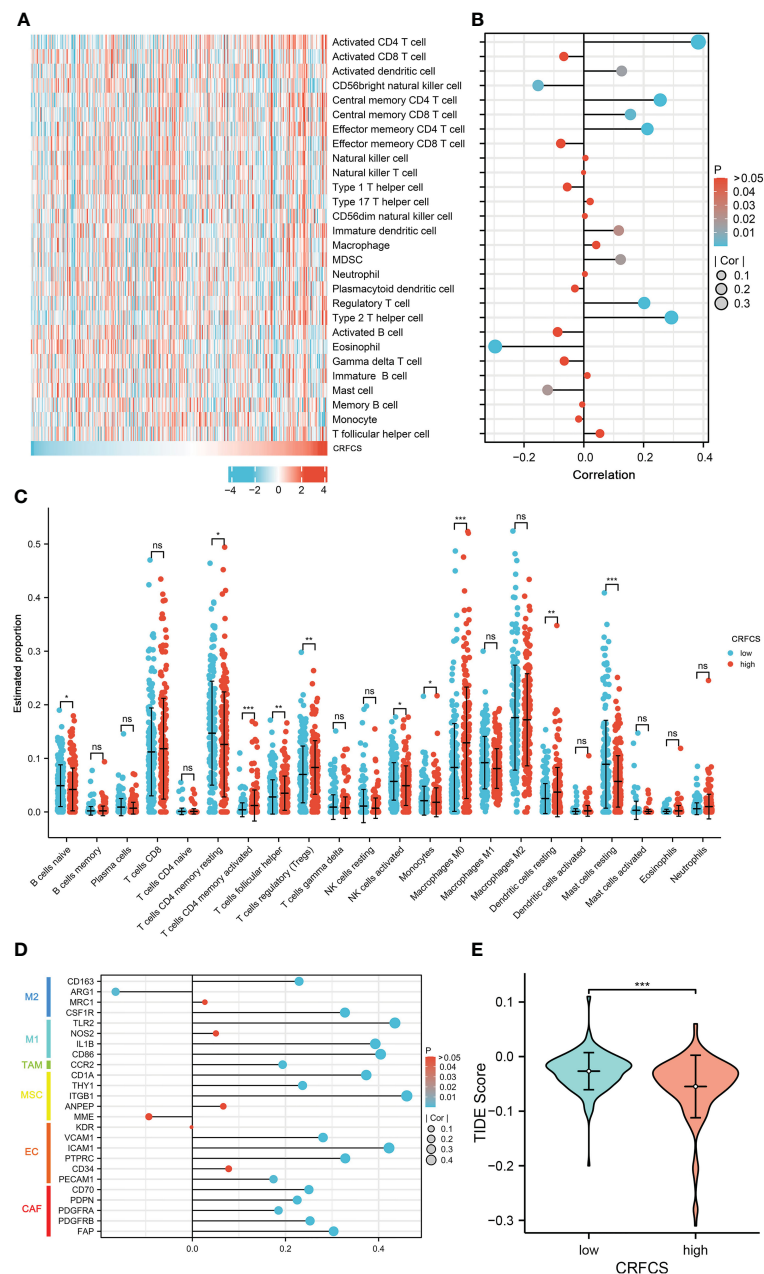 A
Activated CD4 T cell
Activated CD8 T cell
Activated dendritic cell
CD56bright natural killer cell
Central memory CD4 T cell
Central memory CD8 T cell
Effector memeory CD4 T cell
Effector memeory CD8 T cell
Natural killer cell
Natural killer T cell
Type 1 T helper cell
Type 17 T helper cell
CD56dim natural killer cell
Immature dendritic cell
Macrophage
MDSC
Neutrophil
Plasmacytoid dendritic cell
Regulatory T cell
Type 2 T helper cell
Activated B cell
Eosinophil
Gamma delta T cell
Immature B cell
Mast cell
Memory B cell
Monocyte
T follicular helper cell
CRFCS
−4 −2 0 2 4
B
P
>0.05
0.04
0.03
0.02
0.01
| Cor |
0.1
0.2
0.3
−0.2 0.0 0.2 0.4
Correlation
C
Estimated proportion
0.5
0.4
0.3
0.2
0.1
0.0
* ns ns ns ns * *** ** ** ns ns * * *** ns ns ** ns *** ns ns ns
CRFCS
low
high
B cells naive
B cells memory
Plasma cells
T cells CD8
T cells CD4 naive
T cells CD4 memory resting
T cells CD4 memory activated
T cells follicular helper
T cells regulatory (Tregs)
T cells gamma delta
NK cells resting
NK cells activated
Monocytes
Macrophages M0
Macrophages M1
Macrophages M2
Dendritic cells resting
Dendritic cells activated
Mast cells resting
Mast cells activated
Eosinophils
Neutrophils
D
M2
M1
TAM
MSC
EC
CAF
CD163
ARG1
MRC1
CSF1R
TLR2
NOS2
IL1B
CD86
CCR2
CD1A
THY1
ITGB1
ANPEP
MME
KDR
VCAM1
ICAM1
PTPRC
CD34
PECAM1
CD70
PDPN
PDGFRA
PDGFRB
FAP
0.0 0.2 0.4
P
>0.05
0.04
0.03
0.02
0.01
| Cor |
0.1
0.2
0.3
0.4
E
***
TIDE Score
0.1
−0.0
−0.1
−0.2
−0.3
low high
CRFCS